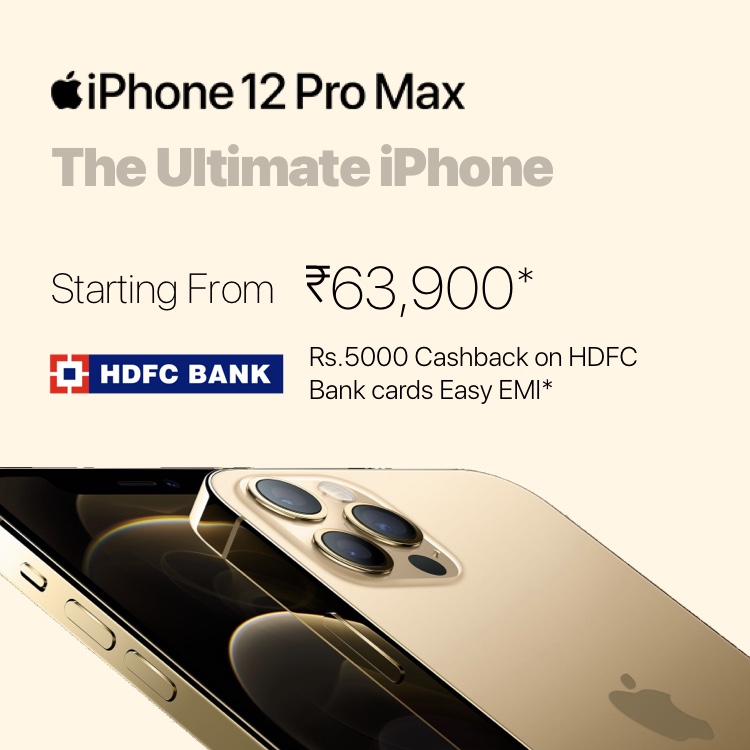 iPhone 12 Pro Max
The Ultimate iPhone
Starting From ₹63,900*
HDFC BANK
Rs.5000 Cashback on HDFC
Bank cards Easy EMI*